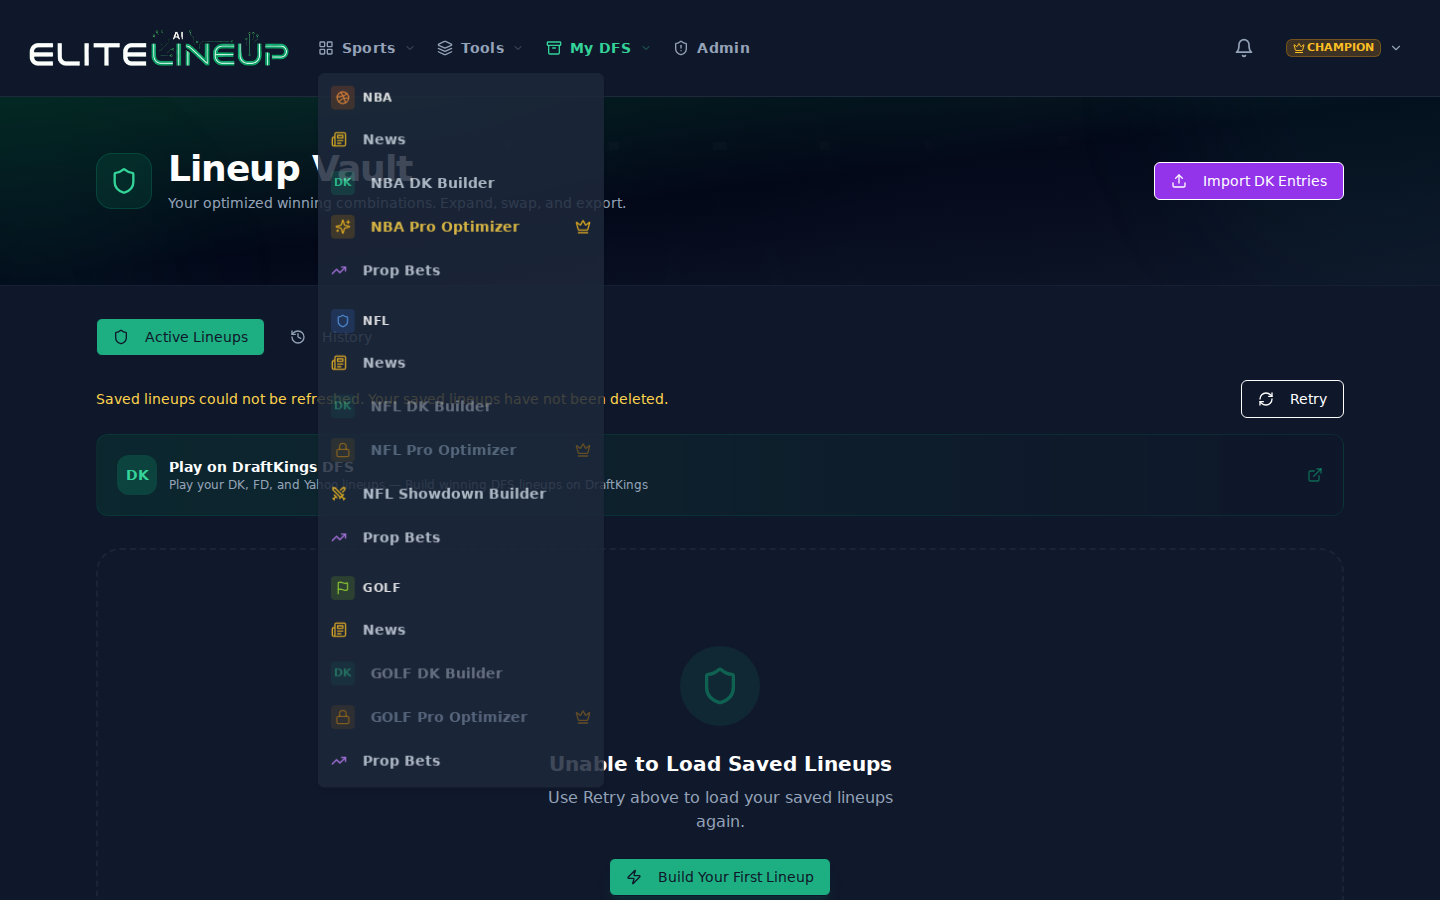 AI
ELITELINEUP
Sports
Tools
My DFS
Admin
CHAMPION
NBA
News
DK NBA DK Builder
NBA Pro Optimizer
Prop Bets
NFL
News
DK NFL DK Builder
NFL Pro Optimizer
NFL Showdown Builder
Prop Bets
GOLF
News
DK GOLF DK Builder
GOLF Pro Optimizer
Prop Bets
Lineup Vault
Your optimized winning combinations. Expand, swap, and export.
Import DK Entries
Active Lineups
History
Saved lineups could not be refreshed. Your saved lineups have not been deleted.
Retry
DK
Play on DraftKings DFS
Play your DK, FD, and Yahoo lineups — Build winning DFS lineups on DraftKings
Unable to Load Saved Lineups
Use Retry above to load your saved lineups
again.
Build Your First Lineup